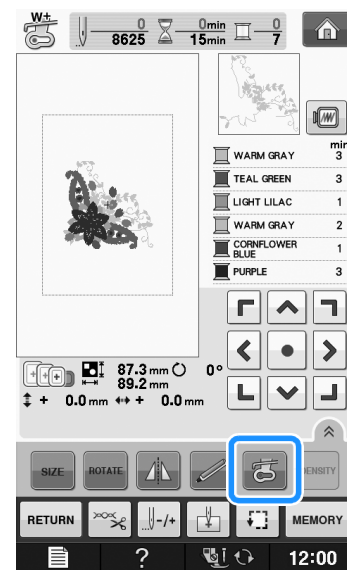 W+
0 0min 0
8625 15min 7
min
WARM GRAY 3
TEAL GREEN 3
LIGHT LILAC 1
WARM GRAY 2
CORNFLOWER BLUE 1
PURPLE 3
87.3 mm 0°
89.2 mm
+ 0.0 mm + 0.0 mm
SIZE ROTATE DENSITY
RETURN -/+ MEMORY
? 12:00